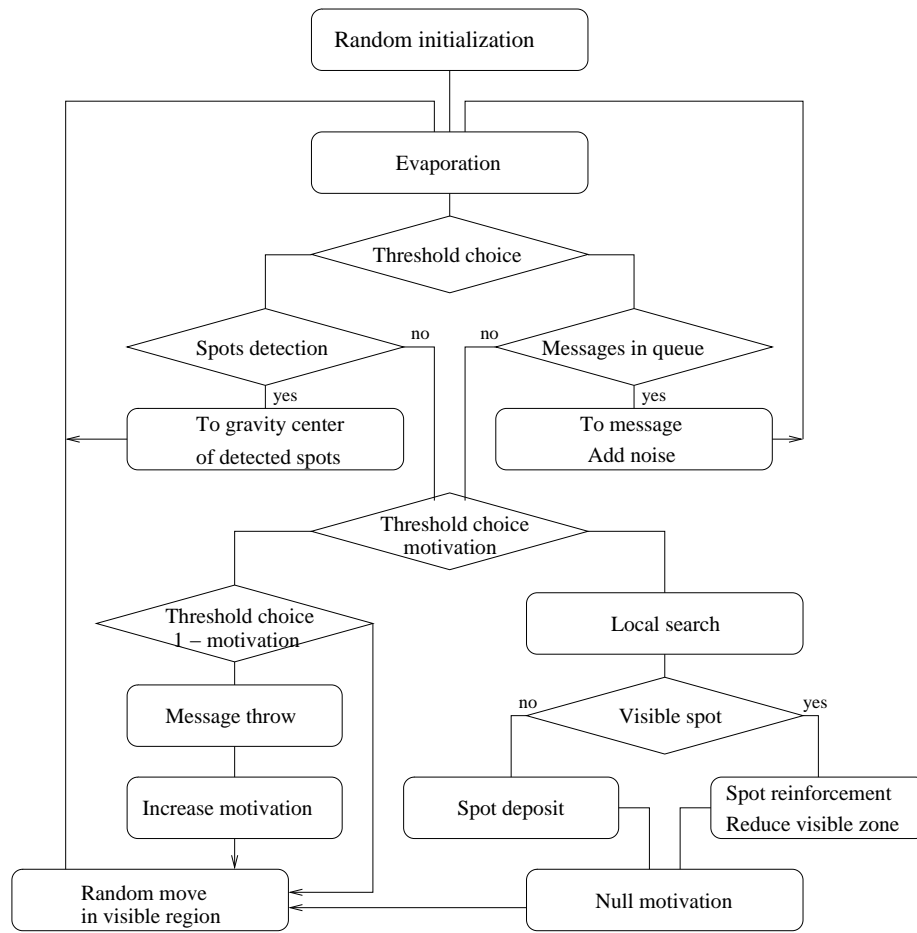 Random initialization
Evaporation
Threshold choice
Spots detection
no
no
Messages in queue
yes
yes
To gravity center
of detected spots
To message
Add noise
Threshold choice
motivation
Threshold choice
1 – motivation
Local search
Message throw
no
Visible spot
yes
Increase motivation
Spot deposit
Spot reinforcement
Reduce visible zone
Random move
in visible region
Null motivation